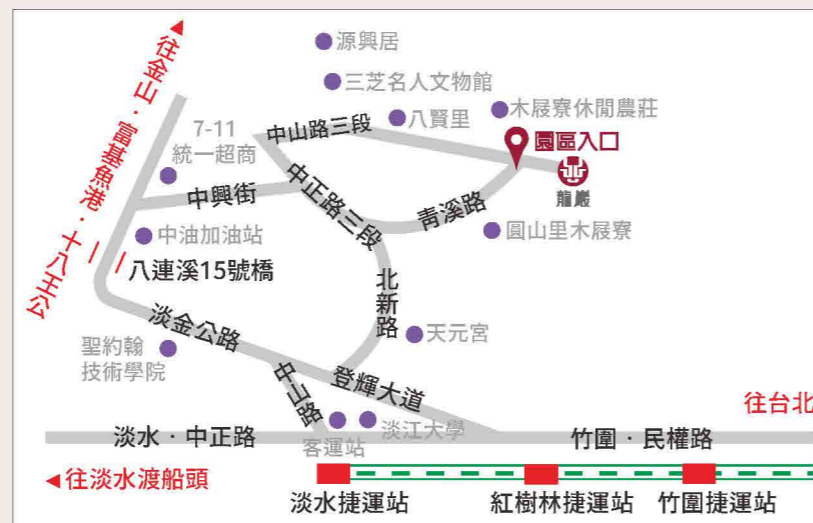 源興居
三芝名人文物館
八賢里
木屐寮休閒農莊
往金山．富基魚港．十八王公
7-11
統一超商
中山路三段
園區入口
龍巖
中興街
中正路三段
青溪路
圓山里木屐寮
中油加油站
八連溪15號橋
北新路
淡金公路
天元宮
聖約翰
技術學院
中山路
登輝大道
往台北
淡水．中正路
客運站
淡江大學
竹圍．民權路
往淡水渡船頭
淡水捷運站
紅樹林捷運站
竹圍捷運站